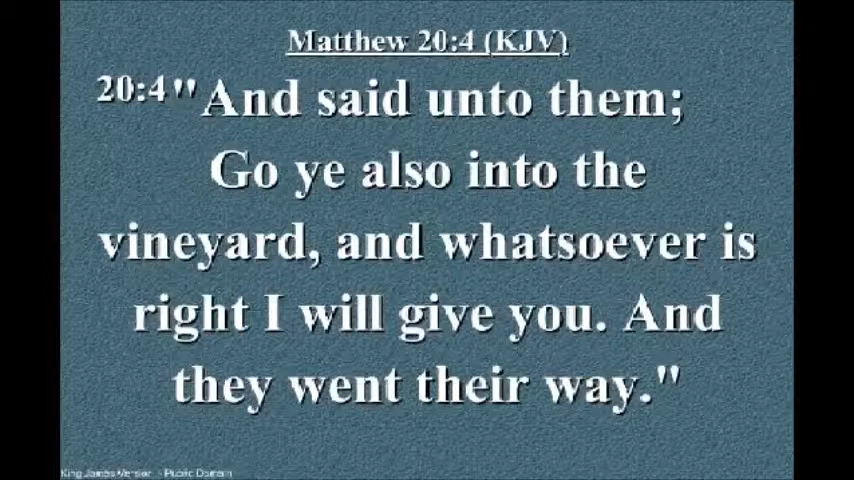 Matthew 20:4 (KJV)
20:4"And said unto them;
Go ye also into the
vineyard, and whatsoever is
right I will give you. And
they went their way."
King James Version - Public Domain